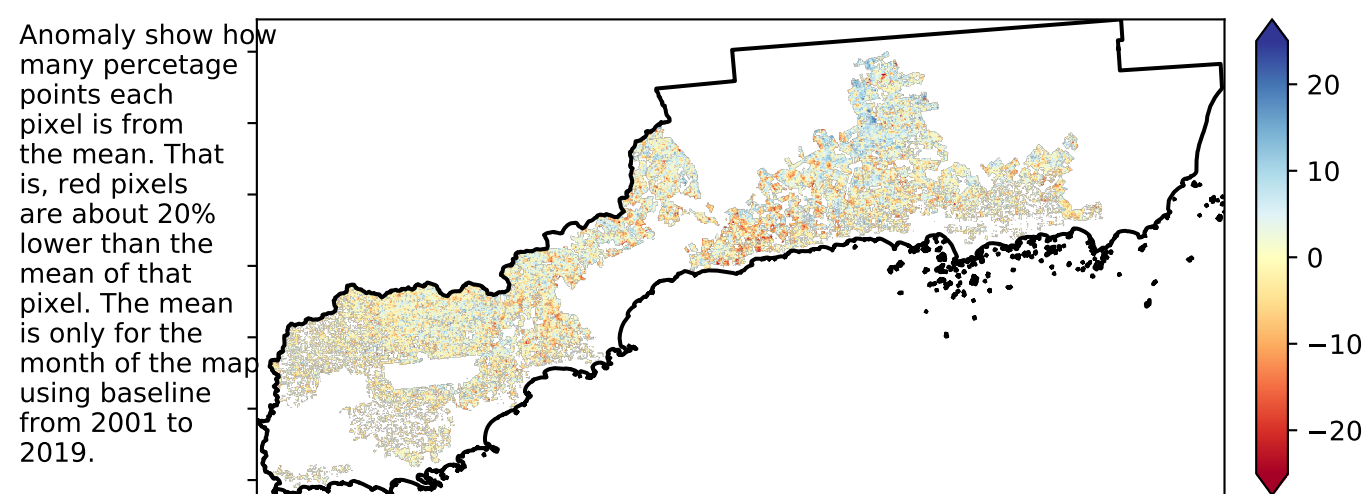 Anomaly show how
many percetage
points each
pixel is from
the mean. That
is, red pixels
are about 20%
lower than the
mean of that
pixel. The mean
is only for the
month of the map
using baseline
from 2001 to
2019.
20
10
0
−10
−20